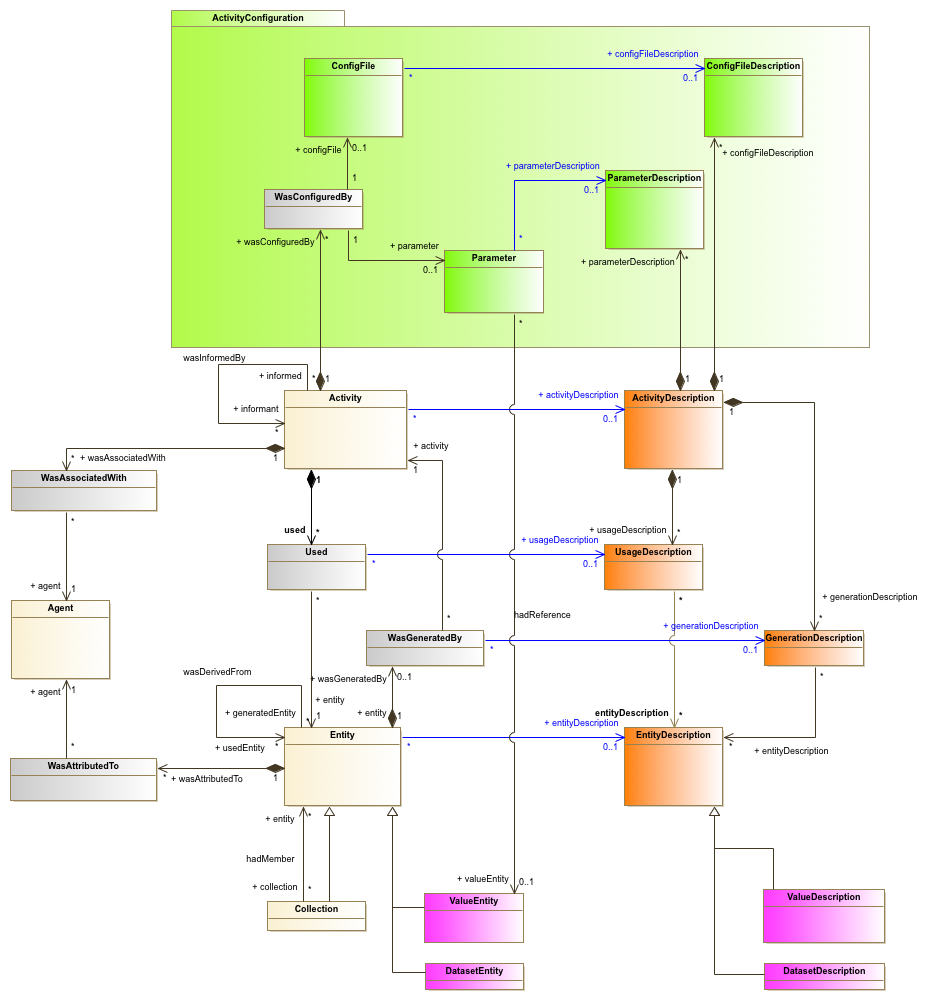 ActivityConfiguration
ConfigFile
+ configFileDescription
ConfigFileDescription
*
0..1
+ configFile
0..1
*
+ configFileDescription
1
+ parameterDescription
ParameterDescription
0..1
WasConfiguredBy
+ wasConfiguredBy
*
1
+ parameter
0..1
*
Parameter
+ parameterDescription
*
*
wasInformedBy
+ informed
*
1
1
1
+ informant
*
Activity
+ activityDescription
*
0..1
ActivityDescription
1
* + wasAssociatedWith
1
+ activity
1
WasAssociatedWith
*
1
1
used
*
+ usageDescription
*
Used
+ usageDescription
*
0..1
UsageDescription
+ agent
1
Agent
*
*
+ generationDescription
*
hadReference
*
WasGeneratedBy
+ generationDescription
*
0..1
GenerationDescription
wasDerivedFrom
+ wasGeneratedBy
0..1
*
+ agent
1
+ generatedEntity
*
+ entity
1
+ entity
1
entityDescription
*
+ entityDescription
*
0..1
+ usedEntity
*
Entity
EntityDescription
*
+ entityDescription
*
WasAttributedTo
*
+ wasAttributedTo
1
+ entity
*
hadMember
+ collection
*
+ valueEntity
0..1
Collection
ValueEntity
ValueDescription
DatasetEntity
DatasetDescription